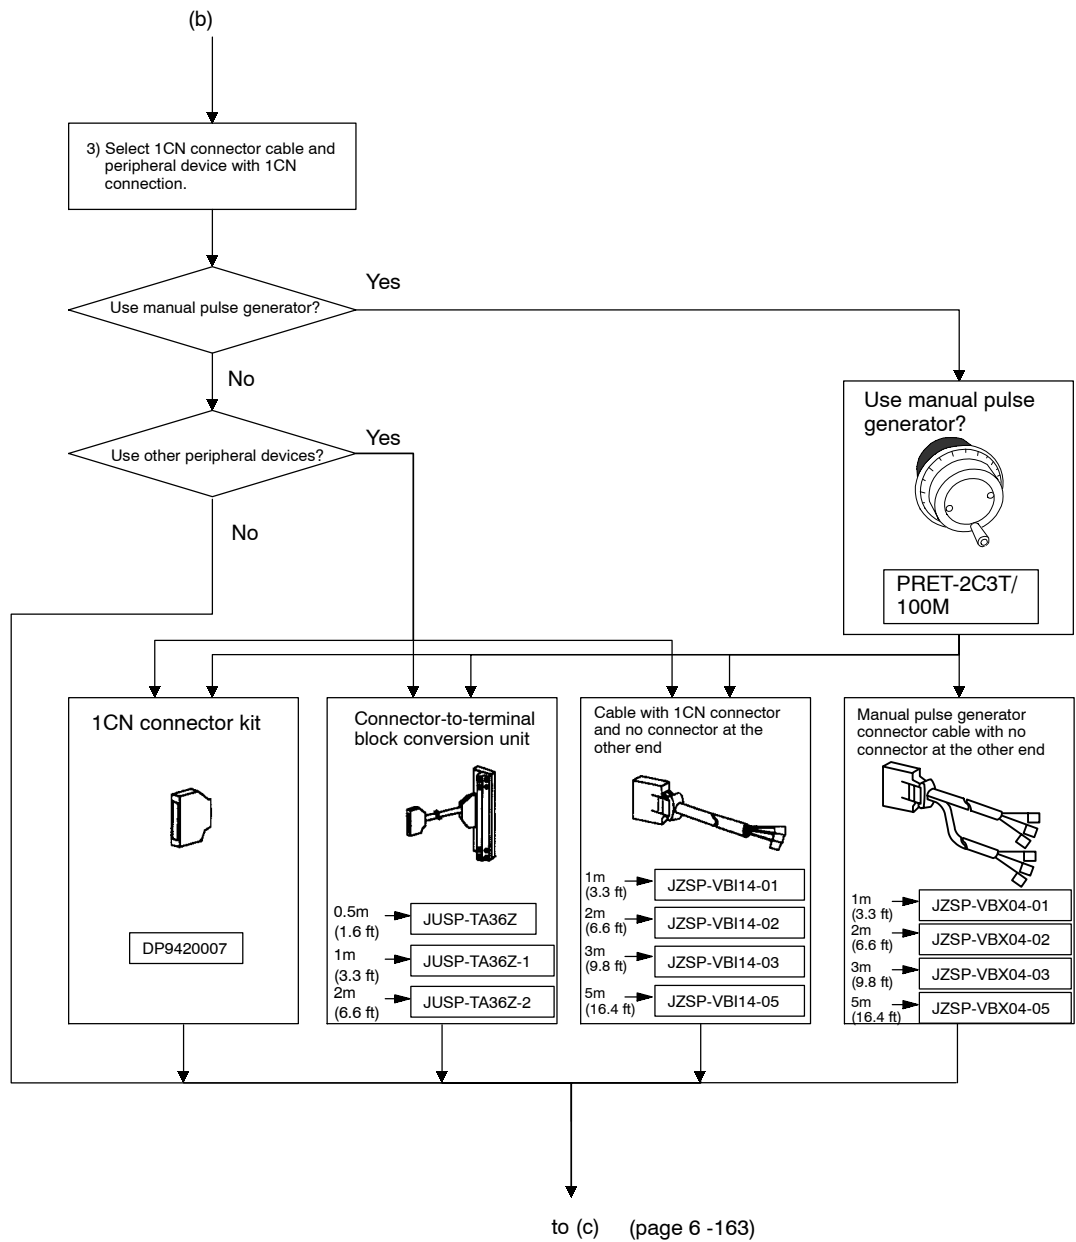 (b)
3) Select 1CN connector cable and
peripheral device with 1CN
connection.
Yes
Use manual pulse generator?
No
Yes
Use other peripheral devices?
No
Use manual pulse
generator?
PRET-2C3T/
100M
1CN connector kit
DP9420007
Connector-to-terminal
block conversion unit
0.5m
(1.6 ft)
JUSP-TA36Z
1m
(3.3 ft)
JUSP-TA36Z-1
2m
(6.6 ft)
JUSP-TA36Z-2
Cable with 1CN connector
and no connector at the
other end
1m
(3.3 ft)
JZSP-VBI14-01
2m
(6.6 ft)
JZSP-VBI14-02
3m
(9.8 ft)
JZSP-VBI14-03
5m
(16.4 ft)
JZSP-VBI14-05
Manual pulse generator
connector cable with no
connector at the other end
1m
(3.3 ft)
JZSP-VBX04-01
2m
(6.6 ft)
JZSP-VBX04-02
3m
(9.8 ft)
JZSP-VBX04-03
5m
(16.4 ft)
JZSP-VBX04-05
to (c) (page 6 -163)